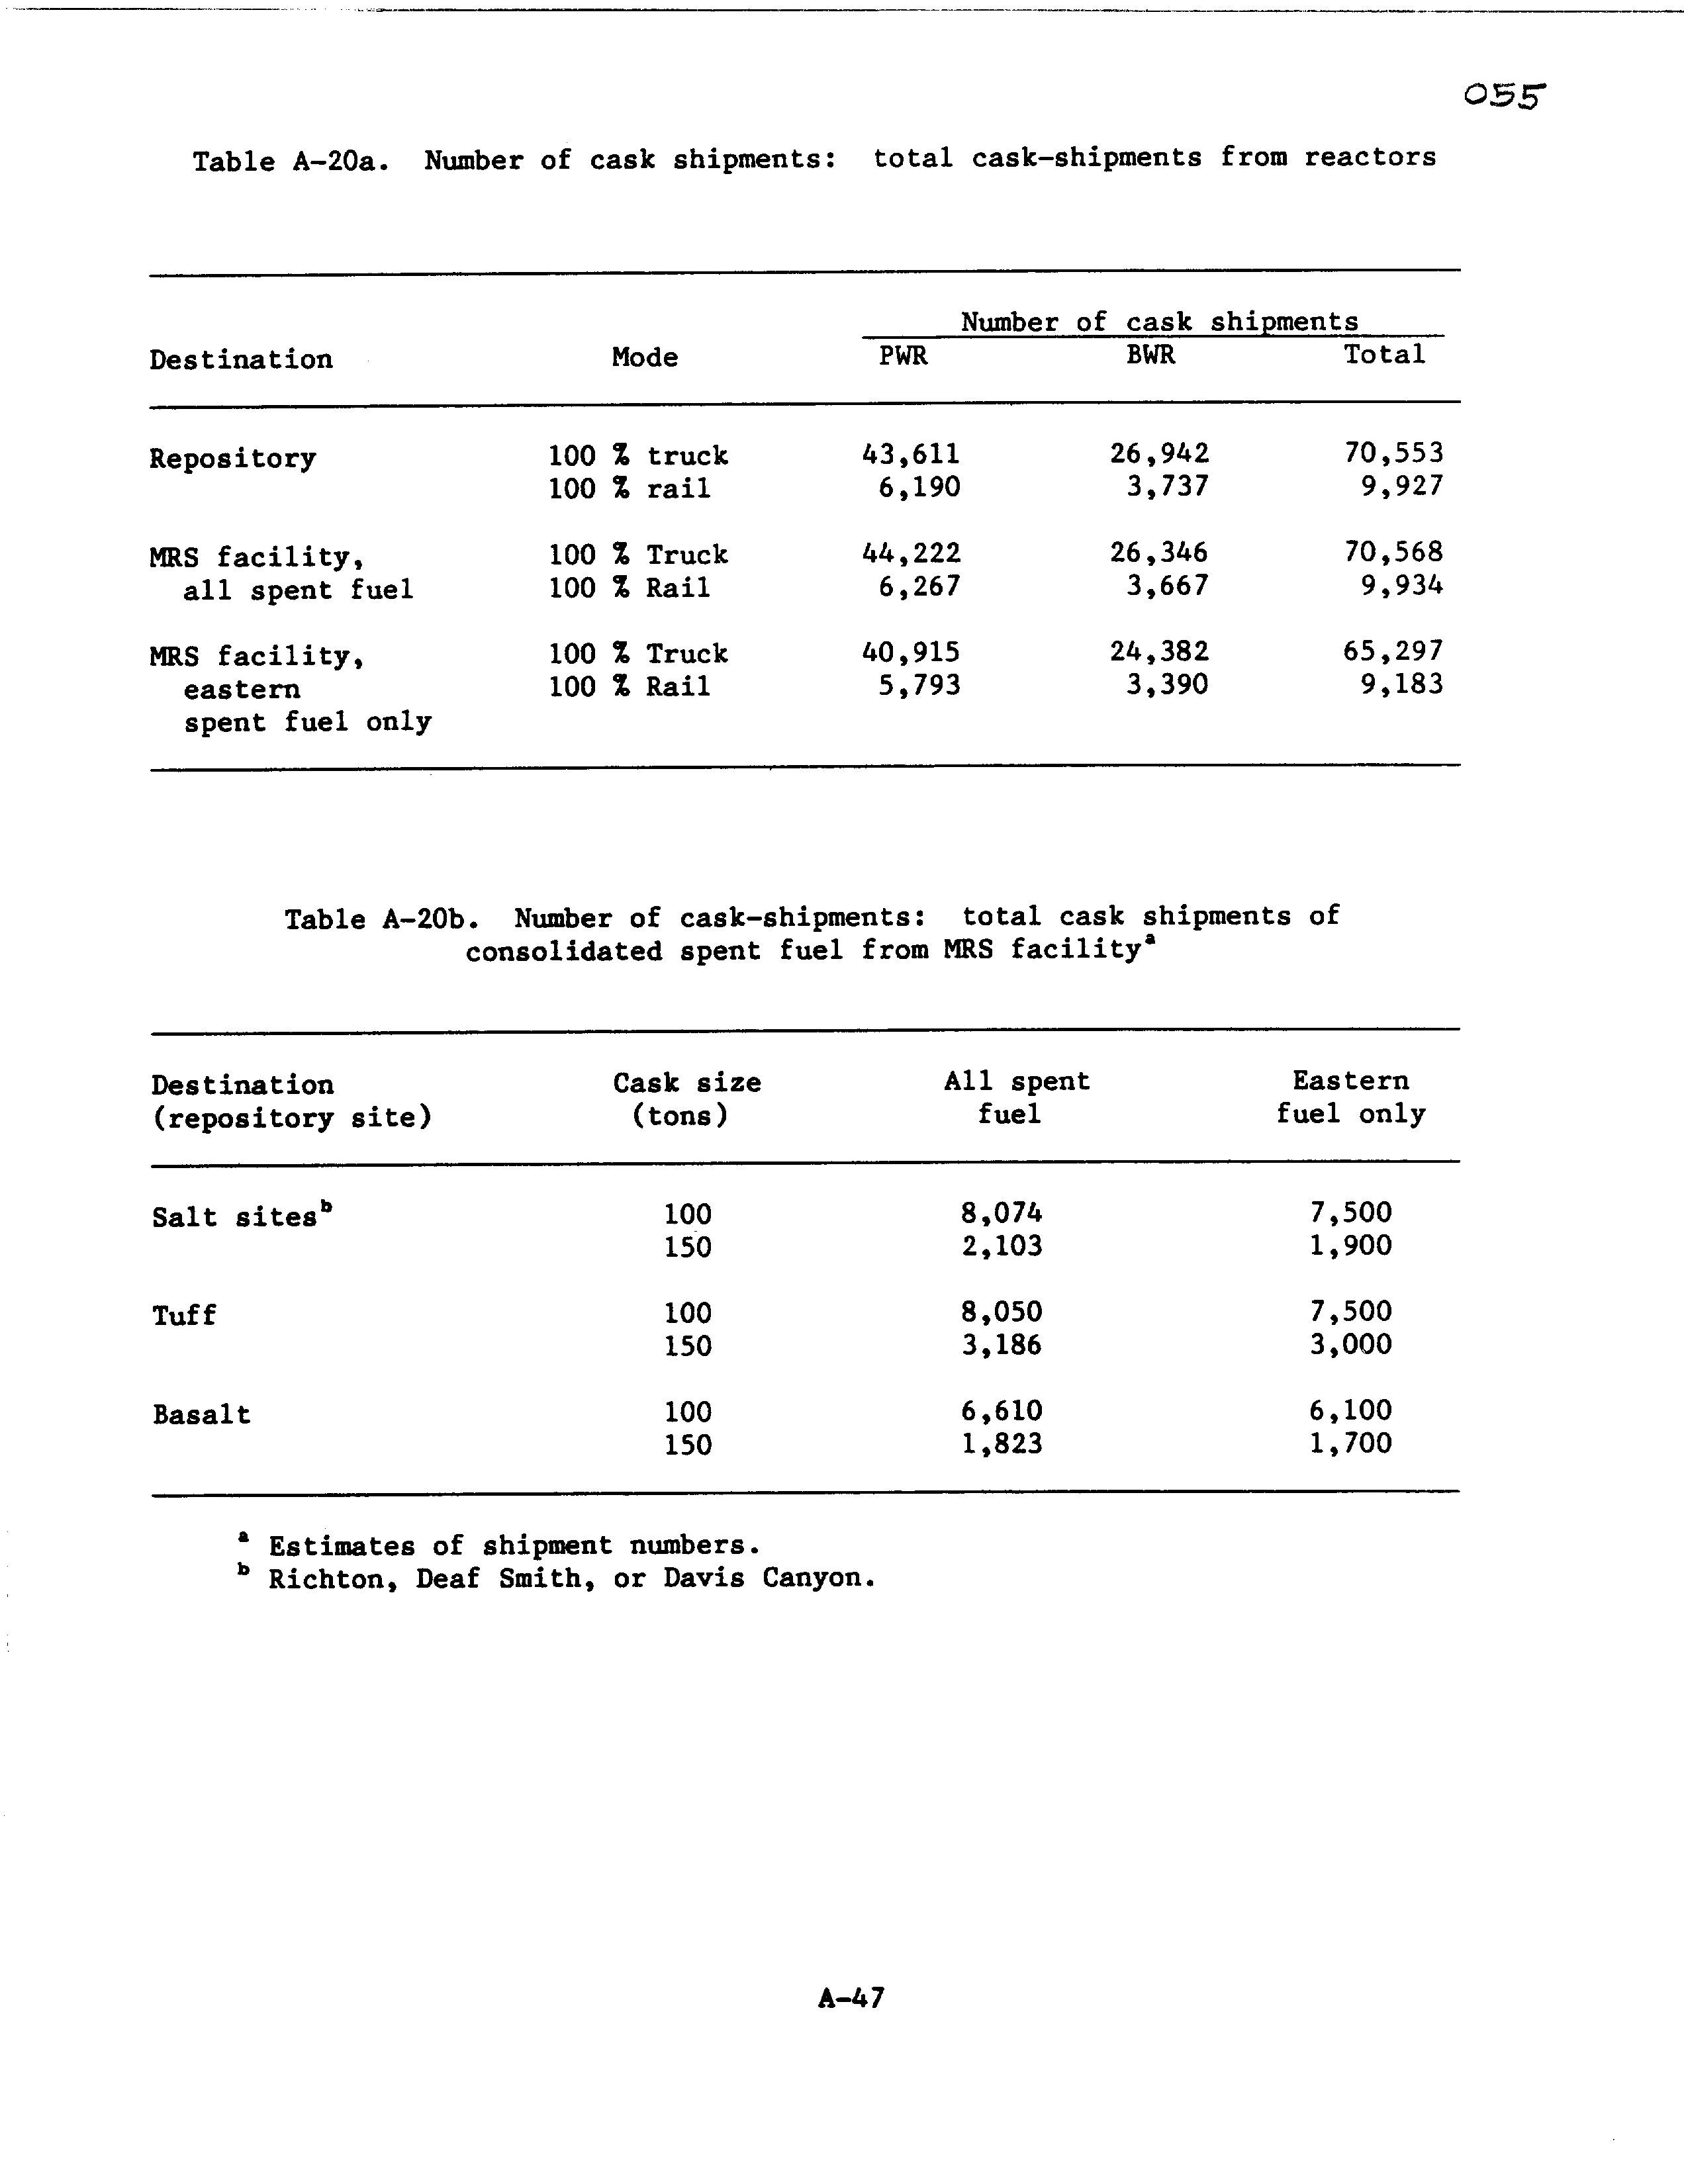 055
Table A-20a. Number of cask shipments: total cask-shipments from reactors
Number of cask shipments
Destination Mode PWR BWR Total
Repository 100 % truck 43,611 26,942 70,553
100 % rail 6,190 3,737 9,927
MRS facility, 100 % Truck 44,222 26,346 70,568
all spent fuel 100 % Rail 6,267 3,667 9,934
MRS facility, 100 % Truck 40,915 24,382 65,297
eastern 100 % Rail 5,793 3,390 9,183
spent fuel only
Table A-20b. Number of cask-shipments: total cask shipments of
consolidated spent fuel from MRS facilityᵃ
Destination Cask size All spent Eastern
(repository site) (tons) fuel fuel only
Salt sitesᵇ 100 8,074 7,500
150 2,103 1,900
Tuff 100 8,050 7,500
150 3,186 3,000
Basalt 100 6,610 6,100
150 1,823 1,700
ᵃ Estimates of shipment numbers.
ᵇ Richton, Deaf Smith, or Davis Canyon.
A-47